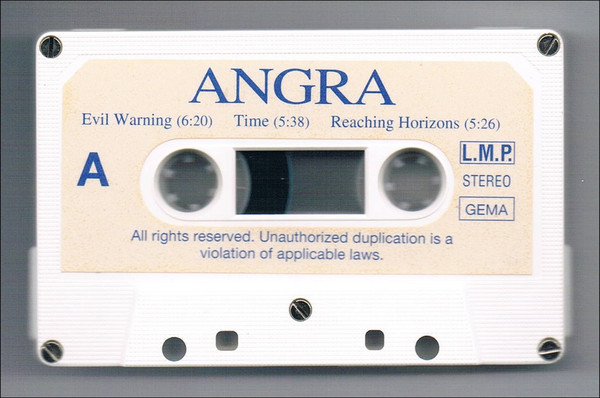 ANGRA
Evil Warning (6:20) Time (5:38) Reaching Horizons (5:26)
A
L.M.P.
STEREO
GEMA
All rights reserved. Unauthorized duplication is a
violation of applicable laws.